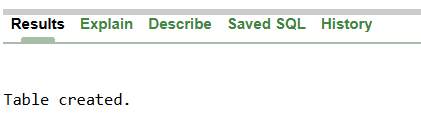 Results Explain Describe Saved SQL History
Table created.